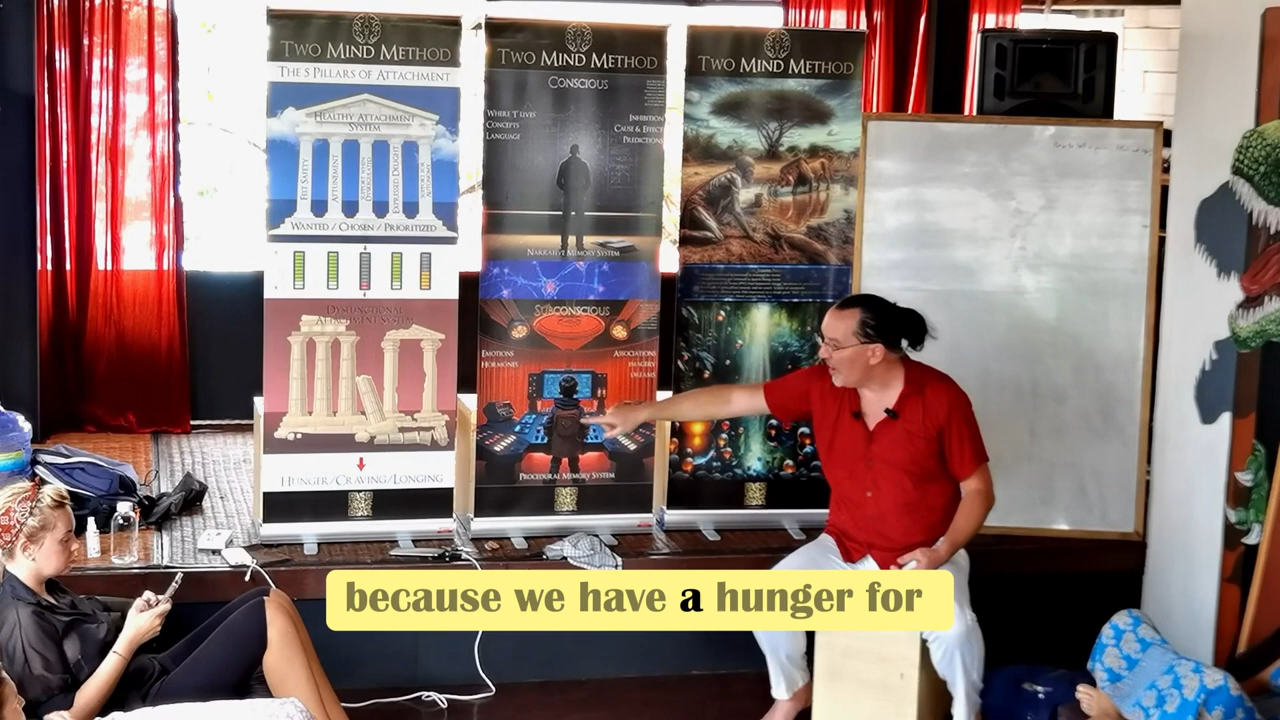 TWO MIND METHOD
THE 5 PILLARS OF ATTACHMENT
HEALTHY ATTACHMENT
SYSTEM
FELT SAFETY
ATTUNEMENT
EXPRESSED DELIGHT
SUPPORT FOR
AUTONOMY
WANTED / CHOSEN / PRIORITIZED
DYSFUNCTIONAL
ATTACHMENT SYSTEM
HUNGER/CRAVING/LONGING
TWO MIND METHOD
CONSCIOUS
WHERE 'I' LIVES
CONCEPTS
LANGUAGE
INHIBITION
CAUSE & EFFECT
PREDICTIONS
NARRATIVE MEMORY SYSTEM
SUBCONSCIOUS
EMOTIONS
HORMONES
ASSOCIATIONS
IMAGERY
DREAMS
PROCEDURAL MEMORY SYSTEM
TWO MIND METHOD
because we have a hunger for